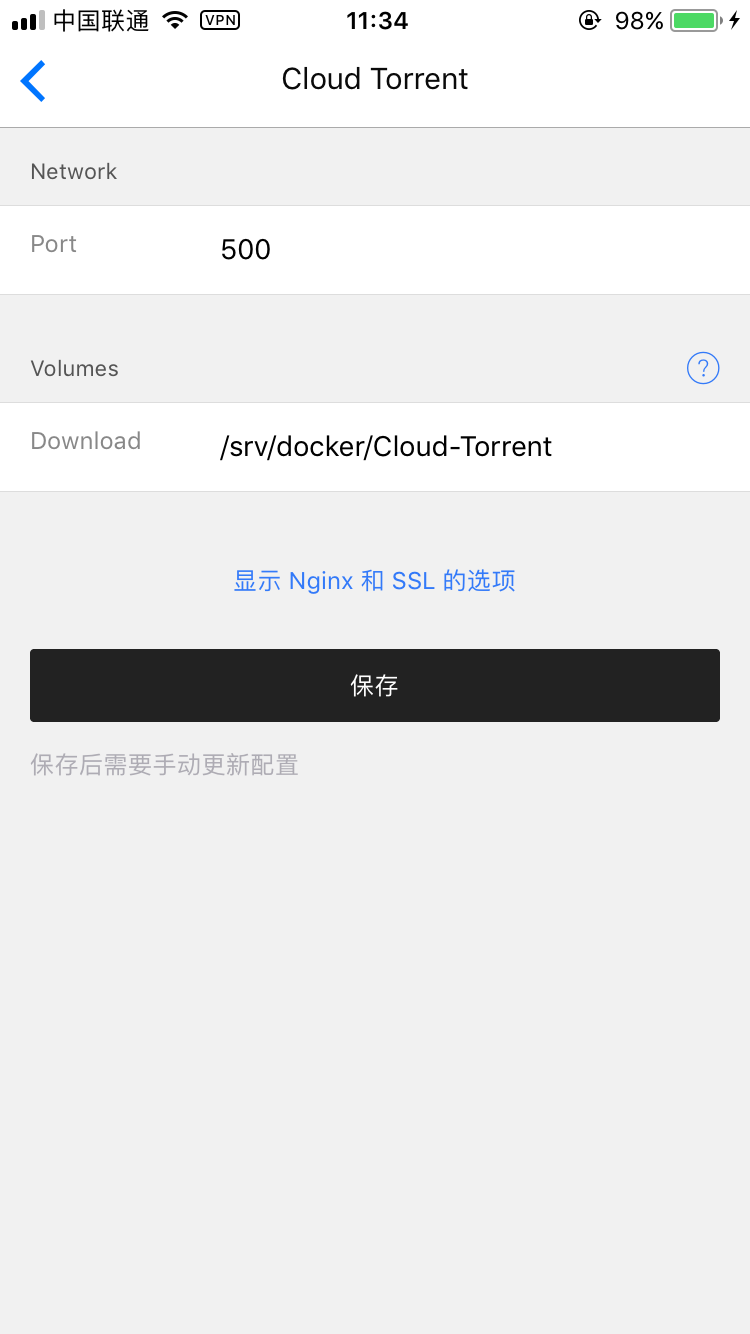 中国联通 VPN 11:34 98%
Cloud Torrent
Network
Port 500
Volumes ?
Download /srv/docker/Cloud-Torrent
显示 Nginx 和 SSL 的选项
保存
保存后需要手动更新配置